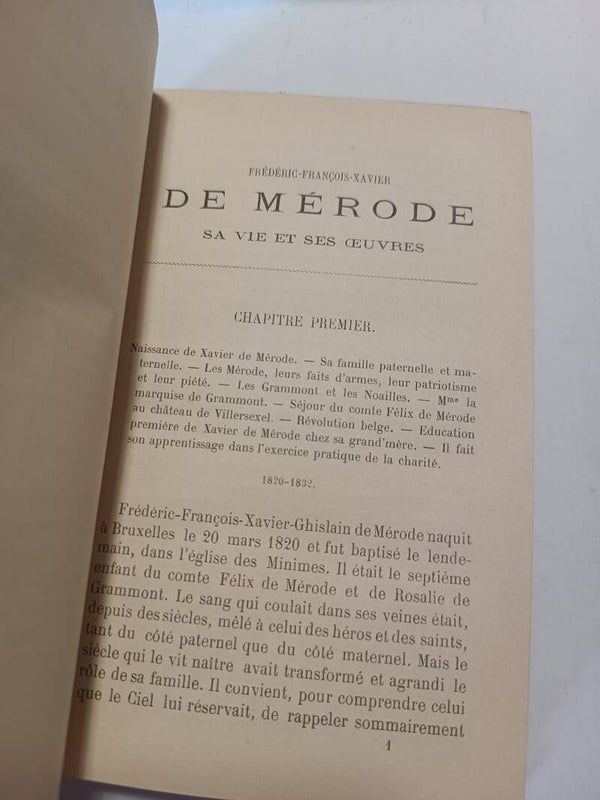 FRÉDÉRIC-FRANÇOIS-XAVIER
DE MÉRODE
SA VIE ET SES ŒUVRES
CHAPITRE PREMIER.
Naissance de Xavier de Mérode. — Sa famille paternelle et ma-
ternelle. — Les Mérode, leurs faits d'armes, leur patriotisme
et leur piété. — Les Grammont et les Noailles. — Mme la
marquise de Grammont. — Séjour du comte Félix de Mérode
au château de Villersexel. — Révolution belge. — Education
première de Xavier de Mérode chez sa grand'mère. — Il fait
son apprentissage dans l'exercice pratique de la charité.
1820-1832.
Frédéric-François-Xavier-Ghislain de Mérode naquit
à Bruxelles le 20 mars 1820 et fut baptisé le lende-
main, dans l'église des Minimes. Il était le septième
enfant du comte Félix de Mérode et de Rosalie de
Grammont. Le sang qui coulait dans ses veines était,
depuis des siècles, mêlé à celui des héros et des saints,
tant du côté paternel que du côté maternel. Mais le
siècle qui le vit naître avait transformé et agrandi le
rôle de sa famille. Il convient, pour comprendre celui
que le Ciel lui réservait, de rappeler sommairement
1